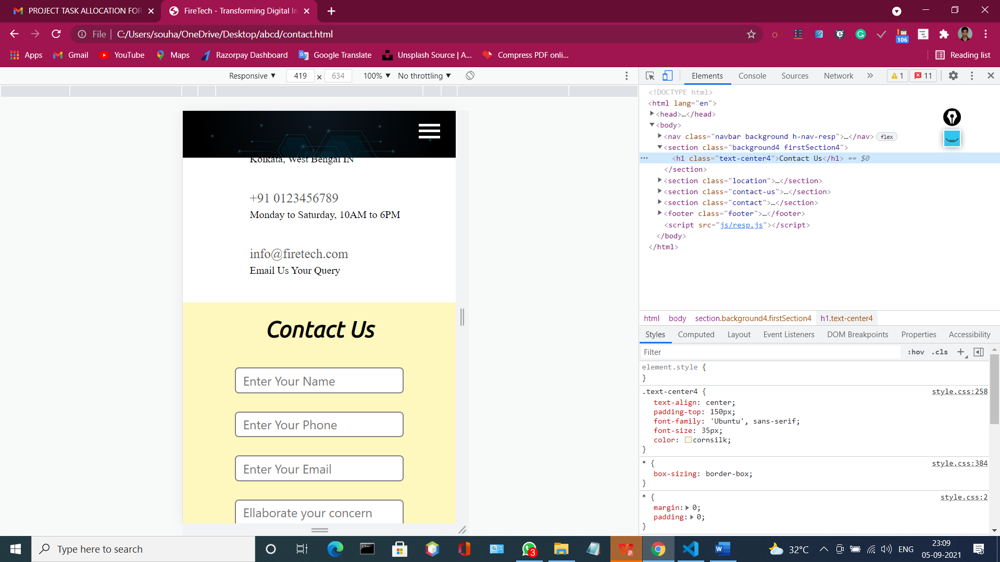 PROJECT TASK ALLOCATION FOR
FireTech - Transforming Digital In
File
C:/Users/souha/OneDrive/Desktop/abcd/contact.html
106
Apps
Gmail
YouTube
Maps
Razorpay Dashboard
Google Translate
Unsplash Source | A...
Compress PDF onli...
Reading list
Responsive ▼ 419 × 634 100% ▼ No throttling ▼
Kolkata, West Bengal IN
+91 0123456789
Monday to Saturday, 10AM to 6PM
info@firetech.com
Email Us Your Query
Contact Us
Enter Your Name
Enter Your Phone
Enter Your Email
Ellaborate your concern
Elements Console Sources Network » 1 11
<!DOCTYPE html>
<html lang="en">
<head>…</head>
<body>
<nav class="navbar background h-nav-resp">…</nav> flex
<section class="background4 firstSection4">
<h1 class="text-center4">Contact Us</h1> == $0
</section>
<section class="location">…</section>
<section class="contact-us">…</section>
<section class="contact">…</section>
<footer class="footer">…</footer>
<script src="js/resp.js"></script>
</body>
</html>
html body section.background4.firstSection4 h1.text-center4
Styles Computed Layout Event Listeners DOM Breakpoints Properties Accessibility
Filter :hov .cls +
element.style {
}
.text-center4 { style.css:258
text-align: center;
padding-top: 150px;
font-family: 'Ubuntu', sans-serif;
font-size: 35px;
color: cornsilk;
}
* { style.css:384
box-sizing: border-box;
}
* { style.css:2
margin: 0;
padding: 0;
}
Type here to search
3
W
32°C
ENG
23:09
05-09-2021